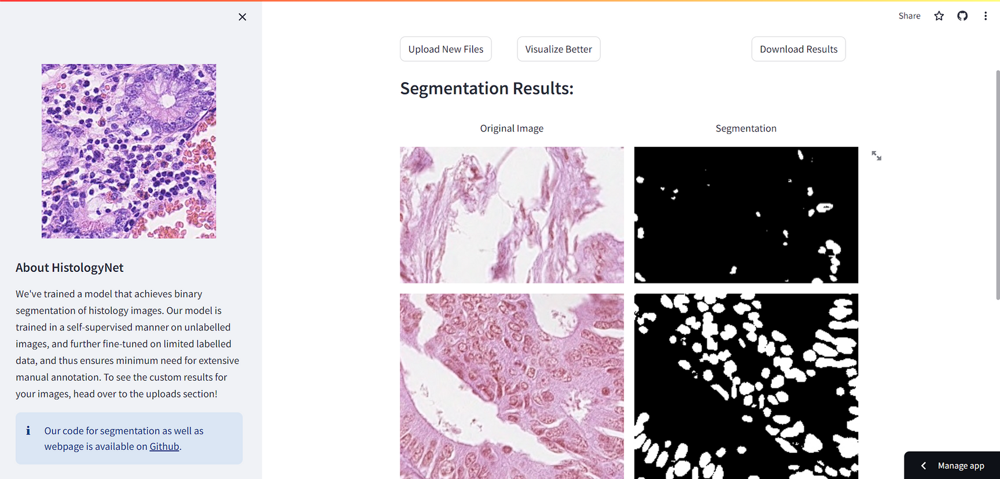 About HistologyNet
We've trained a model that achieves binary
segmentation of histology images. Our model is
trained in a self-supervised manner on unlabelled
images, and further fine-tuned on limited labelled
data, and thus ensures minimum need for extensive
manual annotation. To see the custom results for
your images, head over to the uploads section!
Our code for segmentation as well as
webpage is available on Github.
Share
Upload New Files
Visualize Better
Download Results
Segmentation Results:
Original Image
Segmentation
Manage app